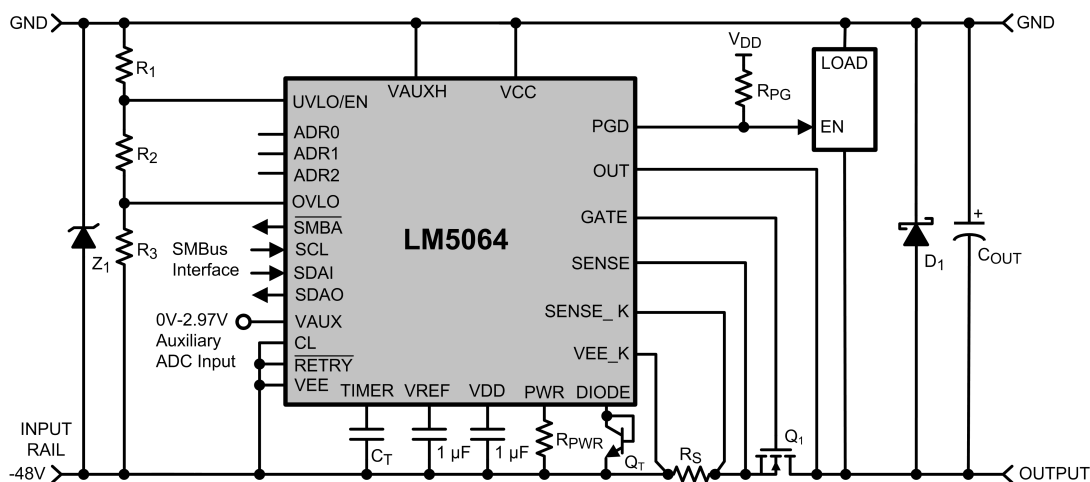 GND
GND
R1
VAUXH
VCC
VDD
RPG
LOAD
EN
UVLO/EN
PGD
ADR0
ADR1
ADR2
R2
OUT
OVLO
GATE
SMBA
LM5064
SMBus
Interface
SCL
R3
Z1
SDAI
SENSE
D1
COUT
+
SDAO
SENSE_ K
0V-2.97V
Auxiliary
ADC Input
VAUX
CL
VEE_K
RETRY
VEE
TIMER
VREF
VDD
PWR
DIODE
INPUT
RAIL
-48V
CT
1 µF
1 µF
RPWR
QT
RS
Q1
OUTPUT